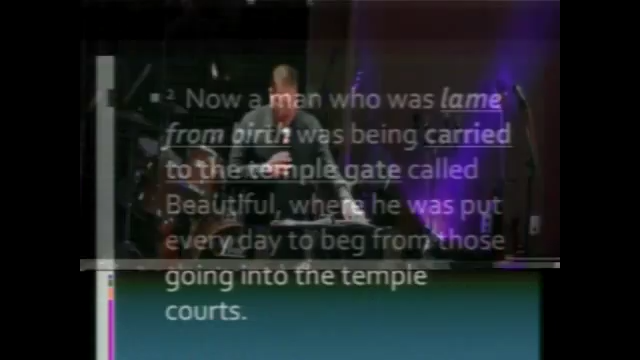 ² Now a man who was lame
from birth was being carried
to the temple gate called
Beautiful, where he was put
every day to beg from those
going into the temple
courts.